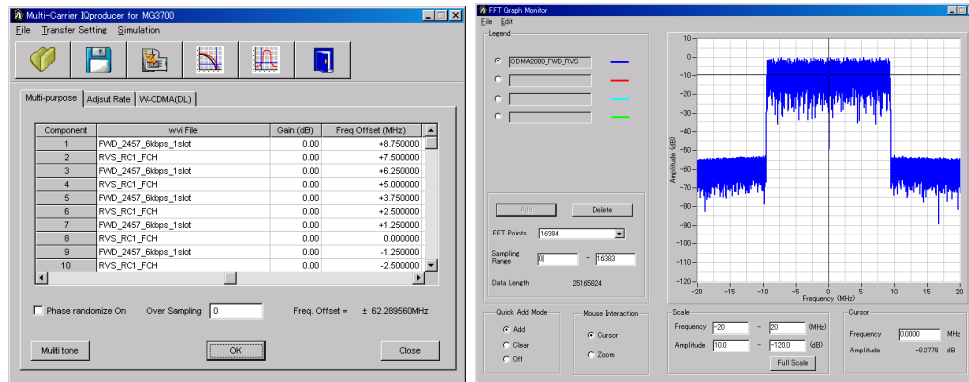 Multi-Carrier IQproducer for MG3700
File Transfer Setting Simulation
Multi-purpose Adjsut Rate W-CDMA(DL)
Component wvi File Gain (dB) Freq Offset (MHz)
1 FWD_2457_6kbps_1slot 0.00 +8.750000
2 RVS_RC1_FCH 0.00 +7.500000
3 FWD_2457_6kbps_1slot 0.00 +6.250000
4 RVS_RC1_FCH 0.00 +5.000000
5 FWD_2457_6kbps_1slot 0.00 +3.750000
6 RVS_RC1_FCH 0.00 +2.500000
7 FWD_2457_6kbps_1slot 0.00 +1.250000
8 RVS_RC1_FCH 0.00 0.000000
9 FWD_2457_6kbps_1slot 0.00 -1.250000
10 RVS_RC1_FCH 0.00 -2.500000
Phase randomize On Over Sampling 0 Freq. Offset = ± 62.289560MHz
Muliti tone OK Close
FFT Graph Monitor
File Edit
Legend
CDMA2000_FWD_RVS
Add Delete
FFT Points 16384
Sampling Range 0 - 16383
Data Length 25165824
Quick Add Mode
Add
Clear
Off
Mouse Interaction
Cursor
Zoom
10
0
-10
-20
-30
-40
-50
-60
-70
-80
-90
-100
-110
-120
Amplitude (dB)
-20 -15 -10 -5 0 5 10 15 20
Frequency (MHz)
Scale
Frequency -20 - 20 (MHz)
Amplitude 10.0 - -120.0 (dB)
Full Scale
Cursor
Frequency 0.0000 MHz
Amplitude -0.2778 dB